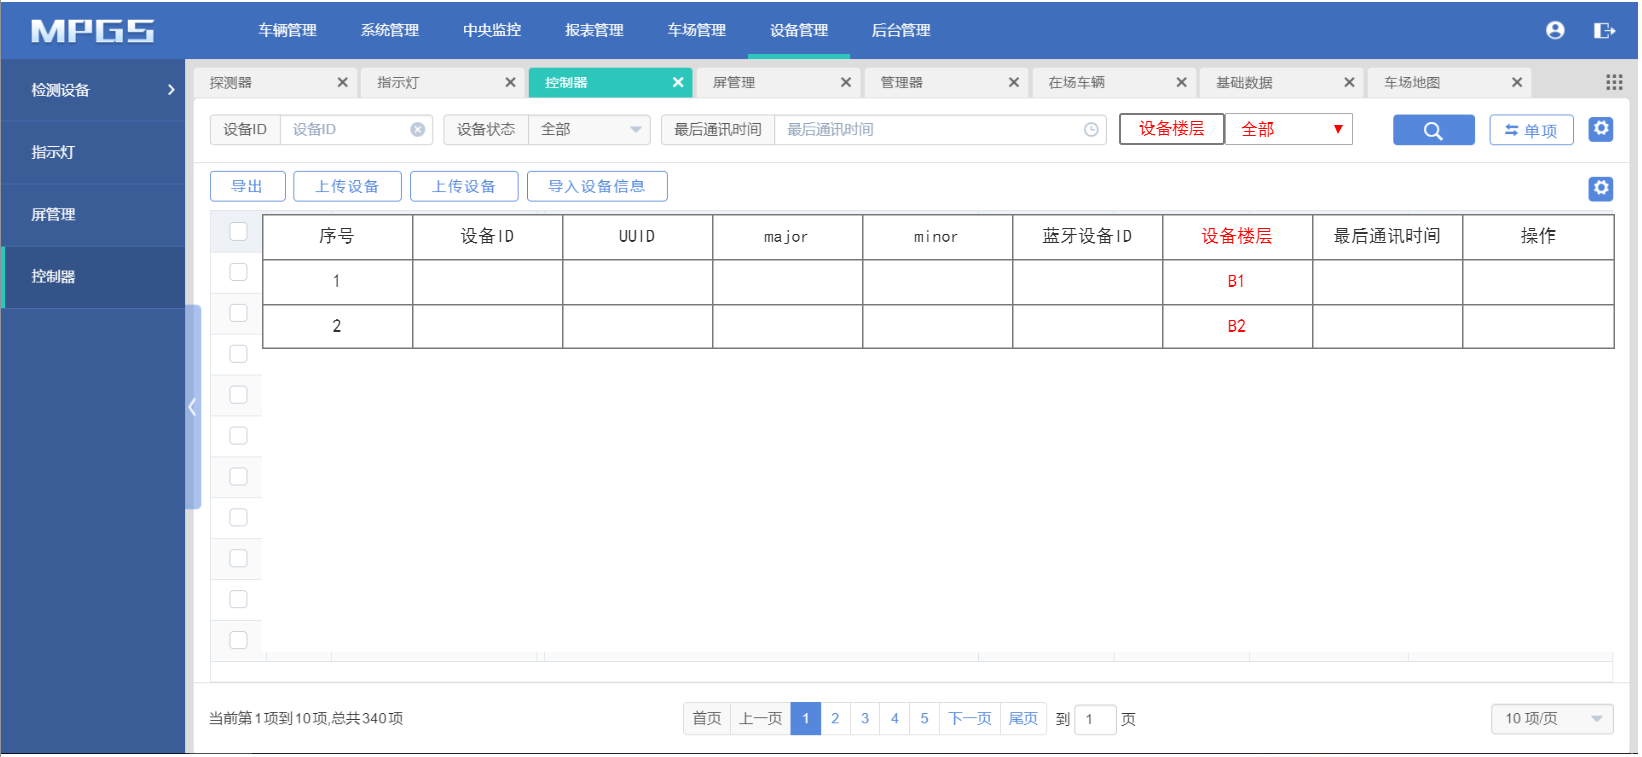 MPGS 车辆管理 系统管理 中央监控 报表管理 车场管理 设备管理 后台管理
检测设备
指示灯
屏管理
控制器
探测器 指示灯 控制器 屏管理 管理器 在场车辆 基础数据 车场地图
设备ID 设备ID 设备状态 全部 最后通讯时间 最后通讯时间 设备楼层 全部 单项
导出 上传设备 上传设备 导入设备信息
序号 设备ID UUID major minor 蓝牙设备ID 设备楼层 最后通讯时间 操作
1 B1
2 B2
当前第1项到10项,总共340项 首页 上一页 1 2 3 4 5 下一页 尾页 到 1 页 10 项/页